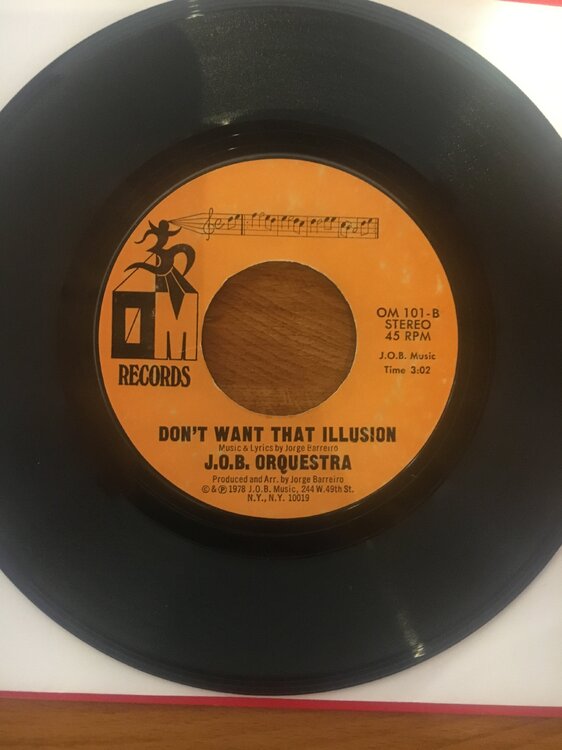 OM
RECORDS
OM 101-B
STEREO
45 RPM
J.O.B. Music
Time 3:02
DON'T WANT THAT ILLUSION
Music & Lyrics by Jorge Barreiro
J.O.B. ORQUESTRA
Produced and Arr. by Jorge Barreiro
© & ℗ 1978 J.O.B. Music, 244 W. 49th St.
N.Y., N.Y. 10019